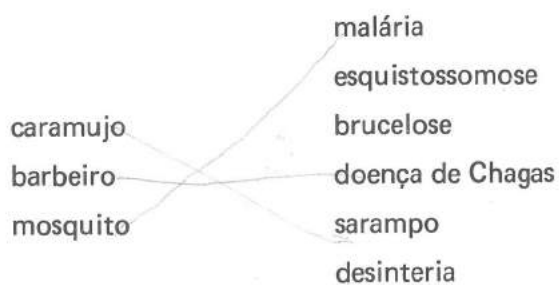 malária
esquistossomose
caramujo
brucelose
barbeiro
doença de Chagas
mosquito
sarampo
desinteria